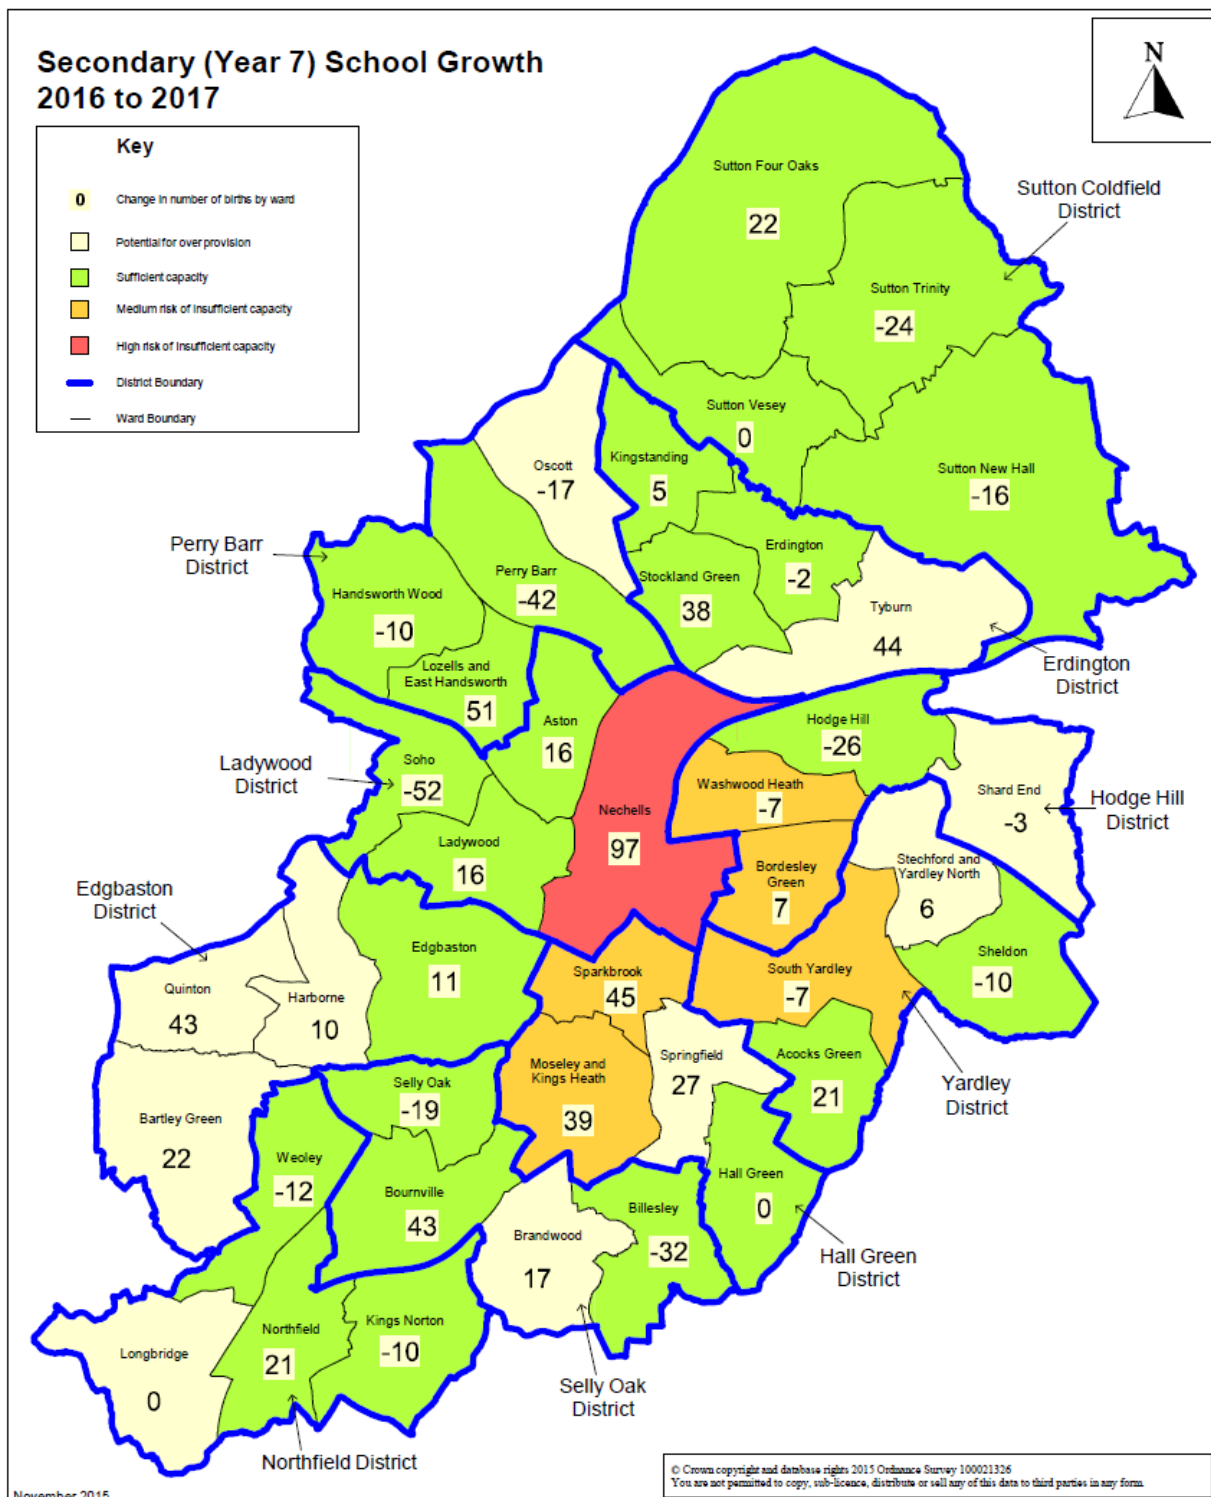 Secondary (Year 7) School Growth
2016 to 2017
N
Key
0 Change in number of births by ward
Potential for over provision
Sufficient capacity
Medium risk of insufficient capacity
High risk of insufficient capacity
District Boundary
Ward Boundary
Sutton Four Oaks
22
Sutton Coldfield
District
Sutton Trinity
-24
Sutton Vesey
0
Sutton New Hall
-16
Oscott
-17
Kingstanding
5
Perry Barr
District
Handsworth Wood
-10
Perry Barr
-42
Stockland Green
38
Erdington
-2
Tyburn
44
Erdington
District
Lozells and
East Handsworth
51
Aston
16
Hodge Hill
-26
Ladywood
District
Soho
-52
Washwood Heath
-7
Shard End
-3
Hodge Hill
District
Nechells
97
Ladywood
16
Bordesley
Green
7
Stechford and
Yardley North
6
Edgbaston
District
Edgbaston
11
Sheldon
-10
Quinton
43
Harborne
10
Sparkbrook
45
South Yardley
-7
Moseley and
Kings Heath
39
Springfield
27
Acocks Green
21
Yardley
District
Selly Oak
-19
Bartley Green
22
Weoley
-12
Bournville
43
Hall Green
0
Billesley
-32
Brandwood
17
Hall Green
District
Longbridge
0
Northfield
21
Kings Norton
-10
Selly Oak
District
Northfield District
© Crown copyright and database rights 2015 Ordnance Survey 100021326
You are not permitted to copy, sub-licence, distribute or sell any of this data to third parties in any form.
November 2015